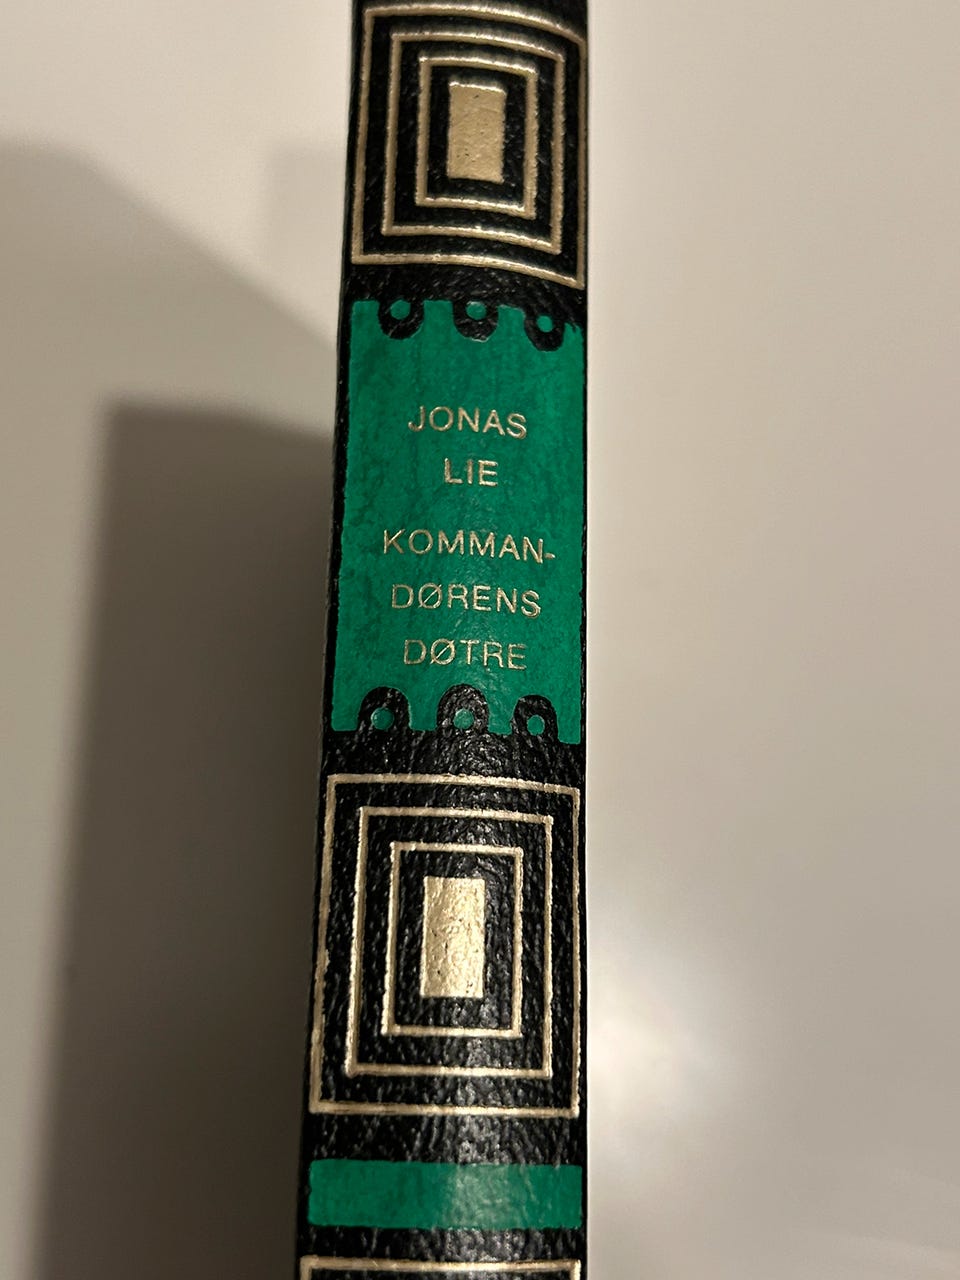 JONAS
LIE
KOMMAN-
DØRENS
DØTRE